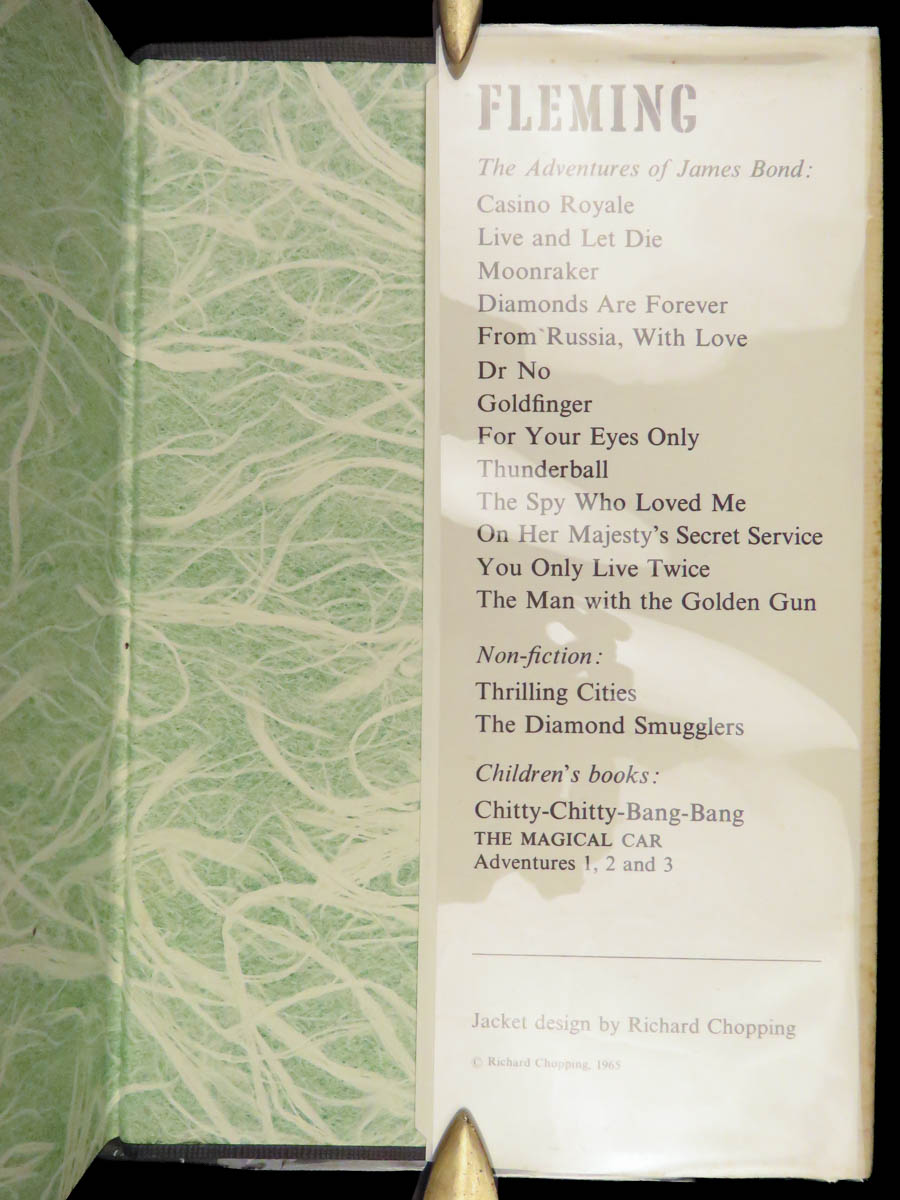 FLEMING
The Adventures of James Bond:
Casino Royale
Live and Let Die
Moonraker
Diamonds Are Forever
From Russia, With Love
Dr No
Goldfinger
For Your Eyes Only
Thunderball
The Spy Who Loved Me
On Her Majesty's Secret Service
You Only Live Twice
The Man with the Golden Gun
Non-fiction:
Thrilling Cities
The Diamond Smugglers
Children's books:
Chitty-Chitty-Bang-Bang
THE MAGICAL CAR
Adventures 1, 2 and 3
Jacket design by Richard Chopping
© Richard Chopping, 1965